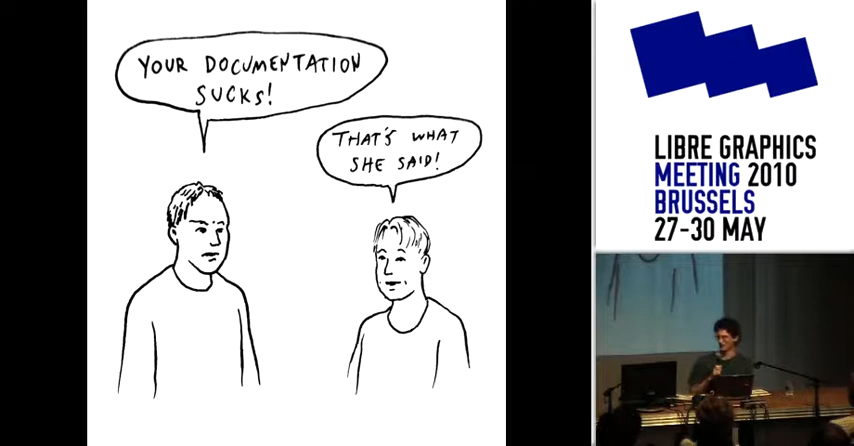 YOUR DOCUMENTATION
SUCKS!
THAT'S WHAT
SHE SAID!
LIBRE GRAPHICS
MEETING 2010
BRUSSELS
27-30 MAY